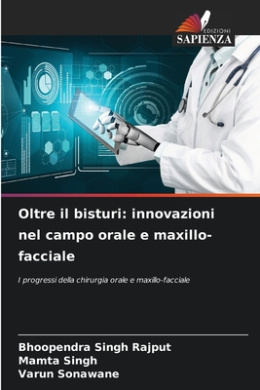 EDIZIONI
SAPIENZA
Oltre il bisturi: innovazioni
nel campo orale e maxillo-
facciale
I progressi della chirurgia orale e maxillo-facciale
Bhoopendra Singh Rajput
Mamta Singh
Varun Sonawane